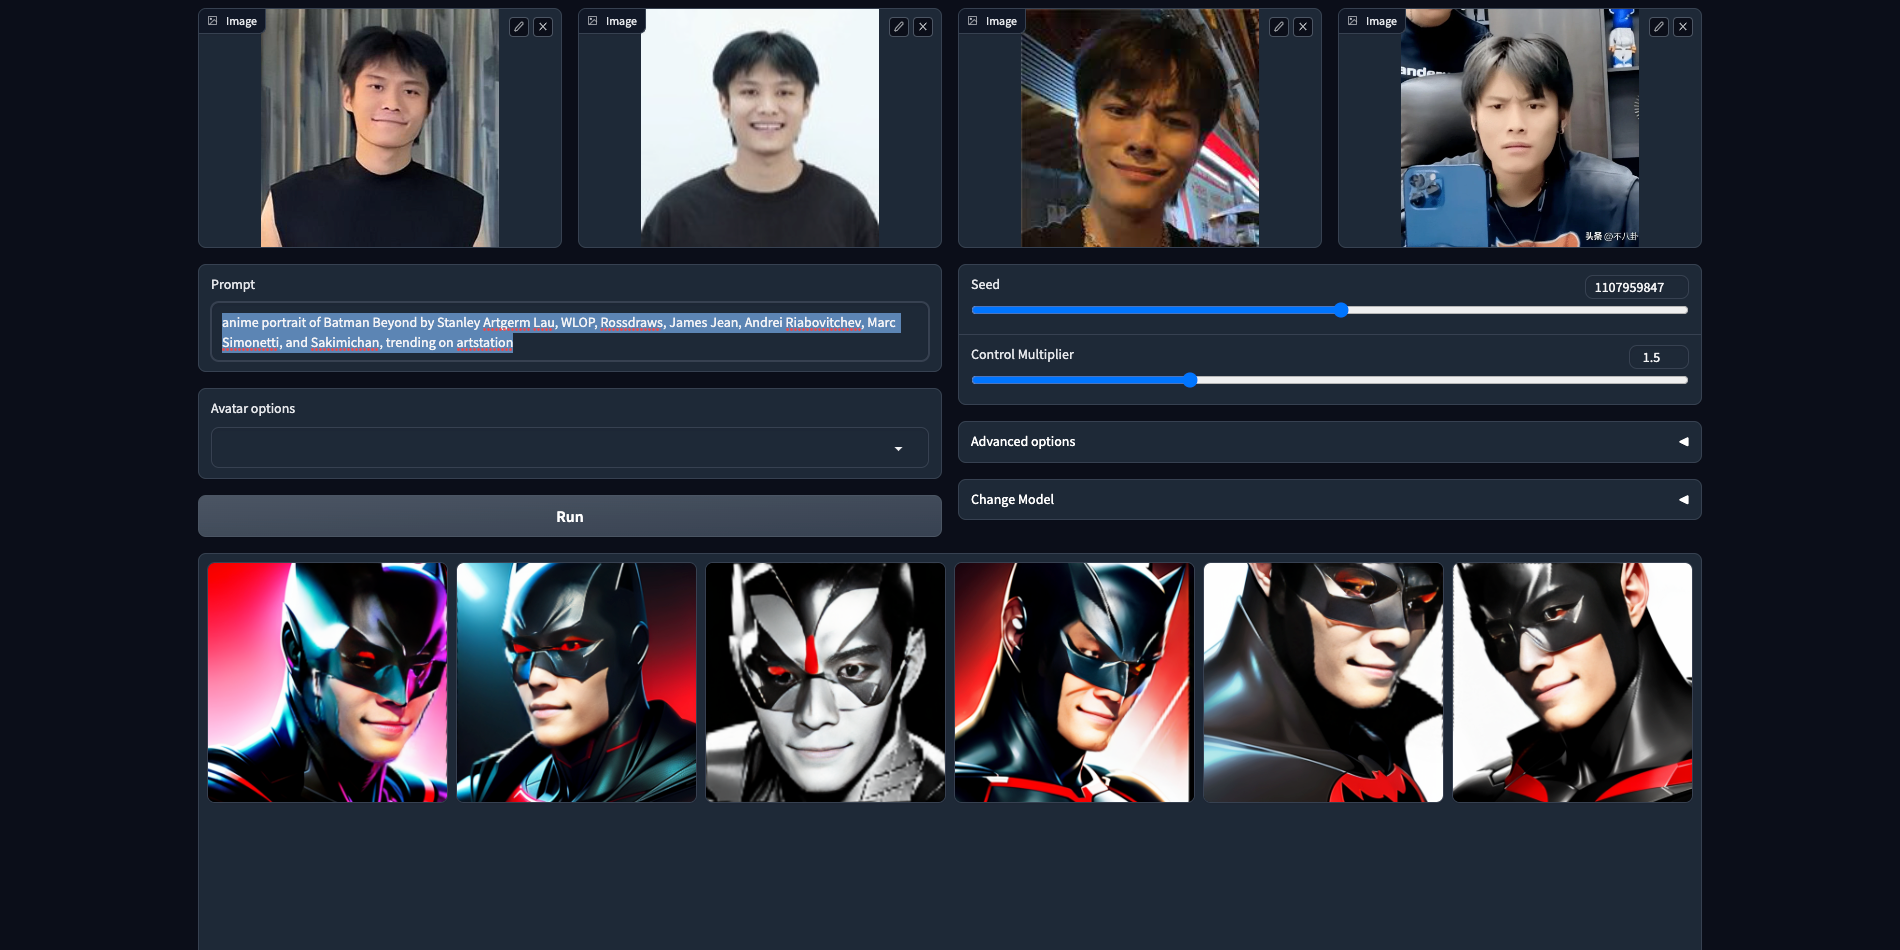 Image
Image
Image
Image
ander
头条 @不八卦
Prompt
anime portrait of Batman Beyond by Stanley Artgerm Lau, WLOP, Rossdraws, James Jean, Andrei Riabovitchev, Marc
Simonetti, and Sakimichan, trending on artstation
Seed
1107959847
Control Multiplier
1.5
Avatar options
Advanced options
Change Model
Run